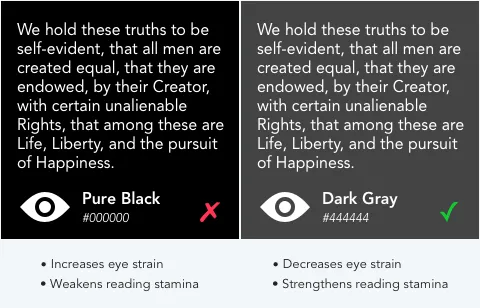 We hold these truths to be
self-evident, that all men are
created equal, that they are
endowed, by their Creator,
with certain unalienable
Rights, that among these are
Life, Liberty, and the pursuit
of Happiness.
Pure Black
#000000
• Increases eye strain
• Weakens reading stamina
We hold these truths to be
self-evident, that all men are
created equal, that they are
endowed, by their Creator,
with certain unalienable
Rights, that among these are
Life, Liberty, and the pursuit
of Happiness.
Dark Gray
#444444
• Decreases eye strain
• Strengthens reading stamina